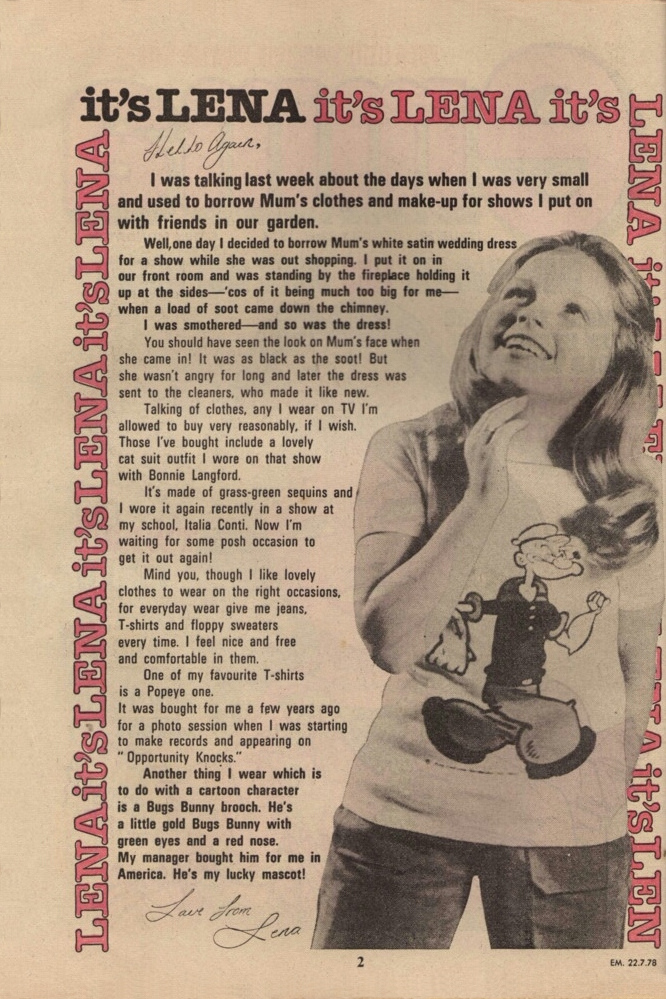 it's LENA it's LENA it's
LENA it's LENA it's LENA it's LENA it's LENA
Hello Again,
I was talking last week about the days when I was very small
and used to borrow Mum's clothes and make-up for shows I put on
with friends in our garden.
Well, one day I decided to borrow Mum's white satin wedding dress
for a show while she was out shopping. I put it on in
our front room and was standing by the fireplace holding it
up at the sides—'cos of it being much too big for me—
when a load of soot came down the chimney.
I was smothered—and so was the dress!
You should have seen the look on Mum's face when
she came in! It was as black as the soot! But
she wasn't angry for long and later the dress was
sent to the cleaners, who made it like new.
Talking of clothes, any I wear on TV I'm
allowed to buy very reasonably, if I wish.
Those I've bought include a lovely
cat suit outfit I wore on that show
with Bonnie Langford.
It's made of grass-green sequins and
I wore it again recently in a show at
my school, Italia Conti. Now I'm
waiting for some posh occasion to
get it out again!
Mind you, though I like lovely
clothes to wear on the right occasions,
for everyday wear give me jeans,
T-shirts and floppy sweaters
every time. I feel nice and free
and comfortable in them.
One of my favourite T-shirts
is a Popeye one.
It was bought for me a few years ago
for a photo session when I was starting
to make records and appearing on
"Opportunity Knocks."
Another thing I wear which is
to do with a cartoon character
is a Bugs Bunny brooch. He's
a little gold Bugs Bunny with
green eyes and a red nose.
My manager bought him for me in
America. He's my lucky mascot!
Love from
Lena
LENA it's
it's LEN
2
EM. 22.7.78